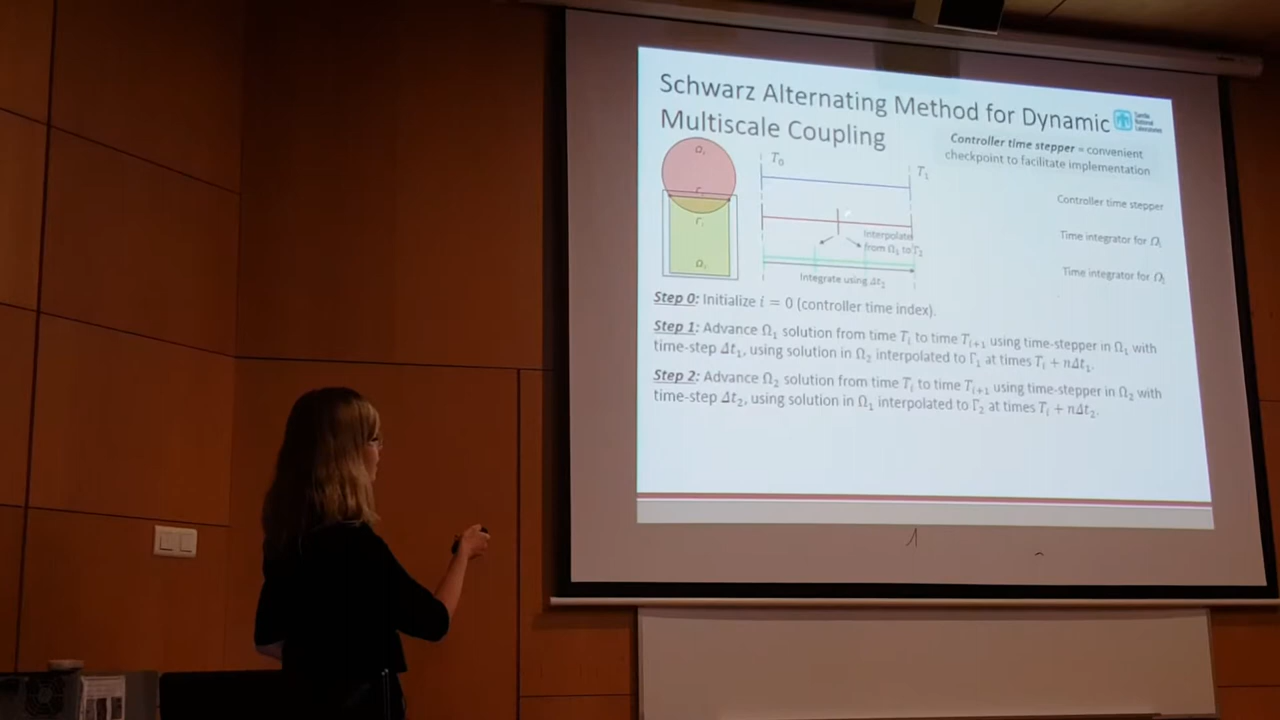 Schwarz Alternating Method for Dynamic
Multiscale Coupling
Sandia
National
Laboratories
Controller time stepper = convenient
checkpoint to facilitate implementation
Ω₁
Γ₂
Γ₁
Ω₂
T₀
T₁
Controller time stepper
Interpolate
from Ω₁ to Γ₂
Time integrator for Ω₁
Integrate using Δt₂
Time integrator for Ω₂
Step 0: Initialize i = 0 (controller time index).
Step 1: Advance Ω₁ solution from time Tᵢ to time Tᵢ₊₁ using time-stepper in Ω₁ with
time-step Δt₁, using solution in Ω₂ interpolated to Γ₁ at times Tᵢ + nΔt₁.
Step 2: Advance Ω₂ solution from time Tᵢ to time Tᵢ₊₁ using time-stepper in Ω₂ with
time-step Δt₂, using solution in Ω₁ interpolated to Γ₂ at times Tᵢ + nΔt₂.